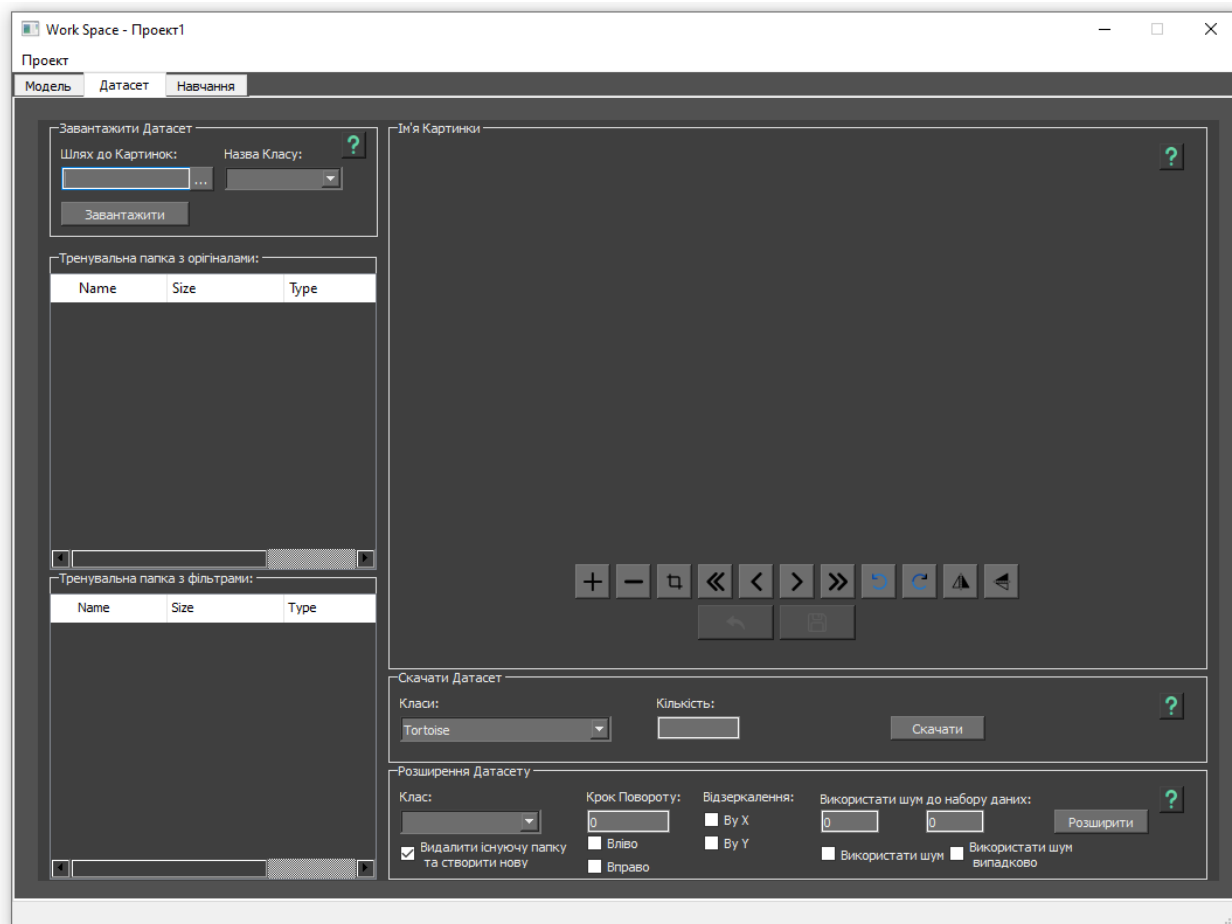 Work Space - Проект1
Проект
Модель Датасет Навчання
Завантажити Датасет
Шлях до Картинок: Назва Класу:
...
Завантажити
Тренувальна папка з орігіналами:
Name Size Type
Тренувальна папка з фільтрами:
Name Size Type
Ім'я Картинки
?
Скачати Датасет
Класи: Кількість:
Tortoise
Скачати
?
Розширення Датасету
Клас: Крок Повороту: Відзеркалення: Використати шум до набору даних:
0 By X 0 0 Розширити
Вліво By Y
Видалити існуючу папку
та створити нову
Вправо
Використати шум
Використати шум
випадково
?
?